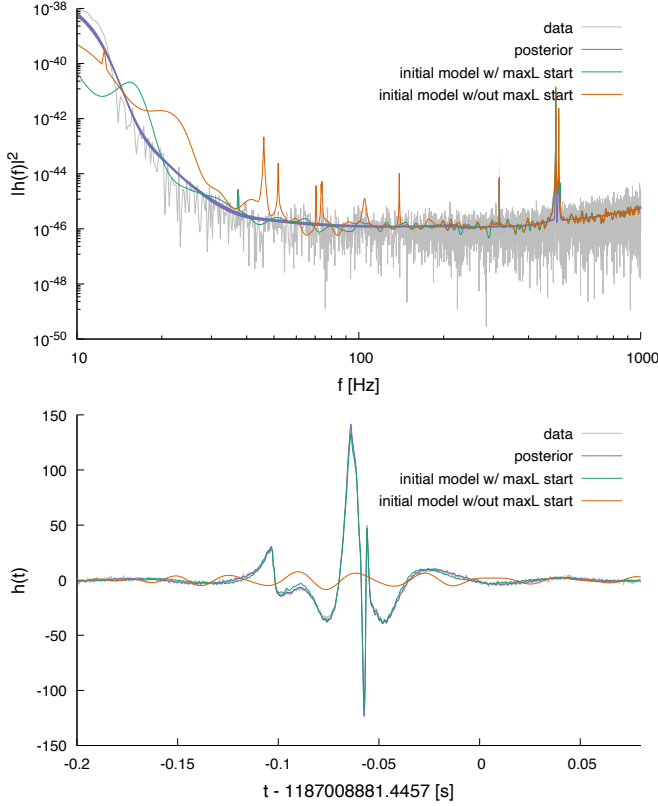 10^-38
10^-40
10^-42
10^-44
10^-46
10^-48
10^-50
|h(f)|^2
data
posterior
initial model w/ maxL start
initial model w/out maxL start
10 100 1000
f [Hz]
150
100
50
0
-50
-100
-150
h(t)
data
posterior
initial model w/ maxL start
initial model w/out maxL start
-0.2 -0.15 -0.1 -0.05 0 0.05
t - 1187008881.4457 [s]